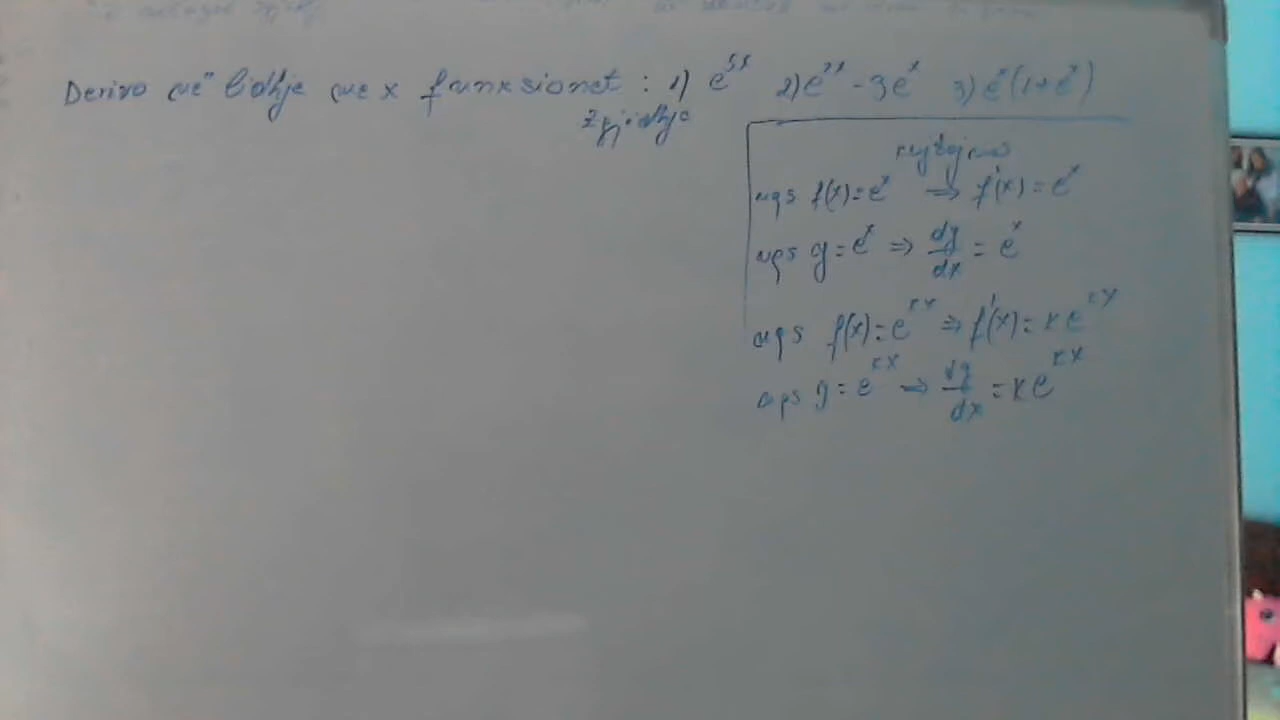 Derivo në lidhje me x funksionet : 1) e^5x 2) e^2x - 3e^x 3) e^x(1+e^x)
Zgjidhje
kujtojmë
nqs f(x)=e^x ⇒ f'(x)=e^x
nqs y=e^x ⇒ dy/dx = e^x
nqs f(x)=e^kx ⇒ f'(x)=ke^kx
nqs y=e^kx ⇒ dy/dx = ke^kx